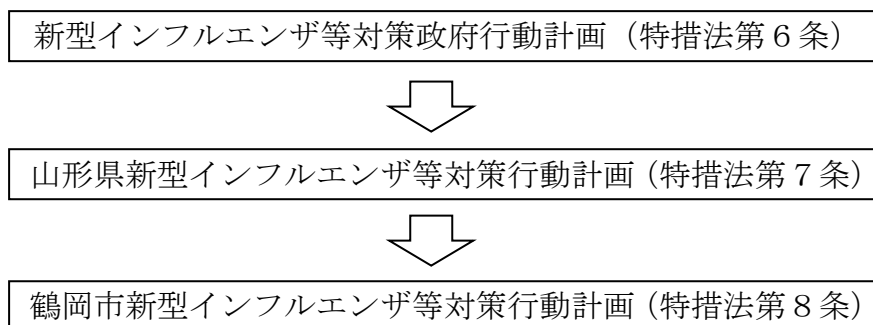 新型インフルエンザ等対策政府行動計画（特措法第６条）
山形県新型インフルエンザ等対策行動計画（特措法第７条）
鶴岡市新型インフルエンザ等対策行動計画（特措法第８条）